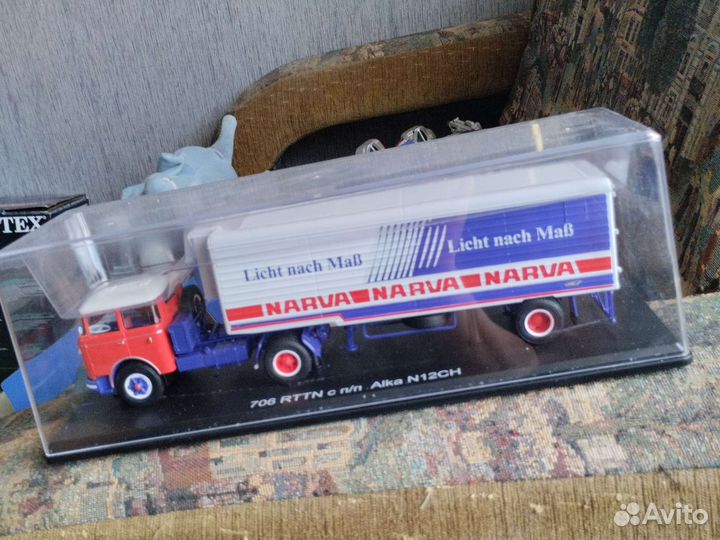 TEX
Licht nach Maß
Licht nach Maß
NARVA NARVA NARVA
706 RTTN с п/п Alka N12CH
Avito